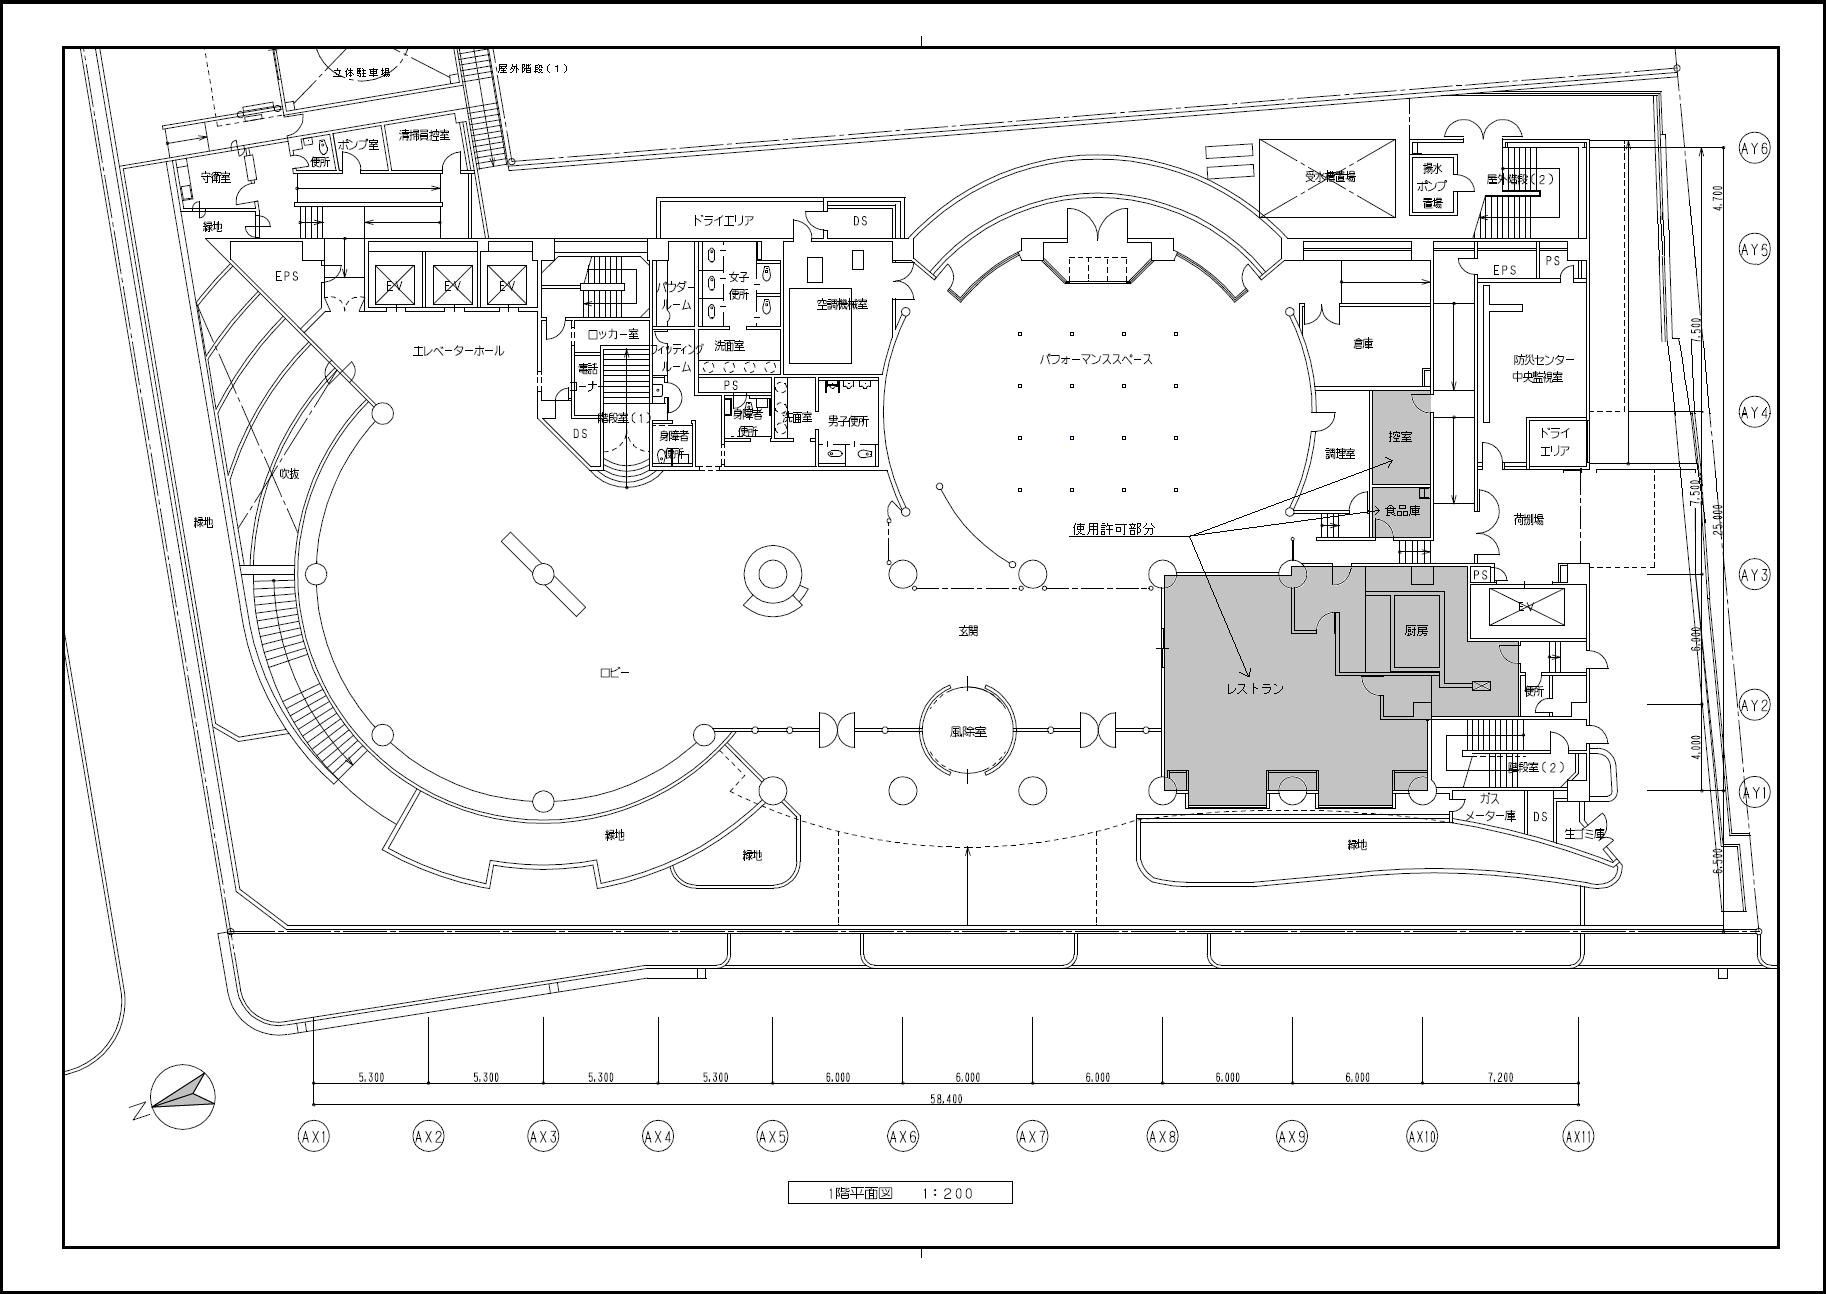 立体駐車場
屋外階段(1)
清掃員控室
ポンプ室
便所
守衛室
緑地
ドライエリア
DS
受水槽置場
揚水
ポンプ
置場
屋外階段(2)
AY6
4,700
AY5
EPS
EV
EV
EV
パウダー
ルーム
女子
便所
空調機械室
EPS
PS
エレベーターホール
ロッカー室
フィッティング
ルーム
洗面室
パフォーマンススペース
倉庫
防災センター
中央監視室
7,500
電話
コーナー
PS
階段室(1)
身障者
便所
洗面室
男子便所
DS
身障者
便所
控室
調理室
ドライ
エリア
AY4
吹抜
緑地
食品庫
荷捌場
使用許可部分
7,500
25,000
PS
EV
AY3
玄関
厨房
6,000
ロビー
レストラン
便所
AY2
風除室
4,000
階段室(2)
AY1
ガス
メーター庫
DS
生ゴミ庫
緑地
緑地
緑地
6,500
N
5,300
5,300
5,300
5,300
6,000
6,000
6,000
6,000
6,000
7,200
58,400
AX1
AX2
AX3
AX4
AX5
AX6
AX7
AX8
AX9
AX10
AX11
1階平面図 1:200